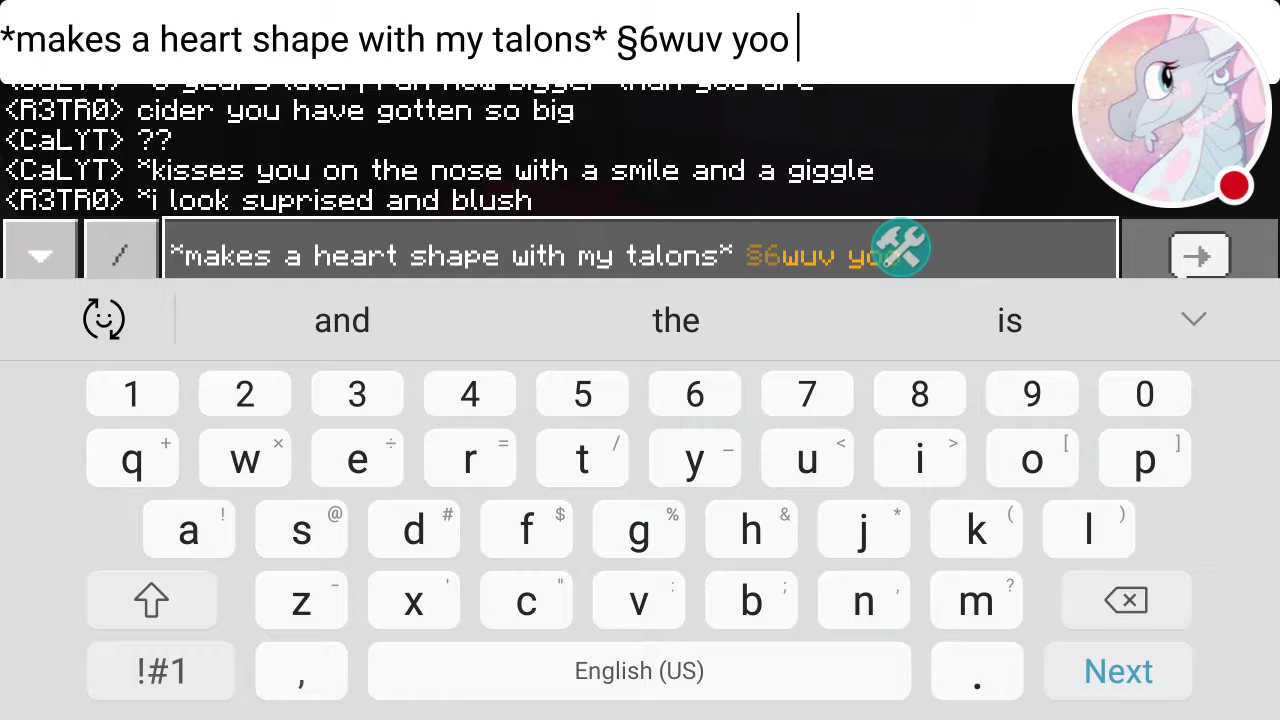 *makes a heart shape with my talons* §6wuv yoo
<R3TR0> cider you have gotten so big
<CaLYT> ??
<CaLYT> *kisses you on the nose with a smile and a giggle
<R3TR0> *i look suprised and blush
/ *makes a heart shape with my talons* §6wuv yoo
and the is
1 2 3 4 5 6 7 8 9 0
q + w × e ÷ r = t / y _ u < i > o [ p ]
a ! s @ d # f $ g % h & j * k ( l )
z - x ' c " v : b ; n , m ?
!#1 , English (US) . Next